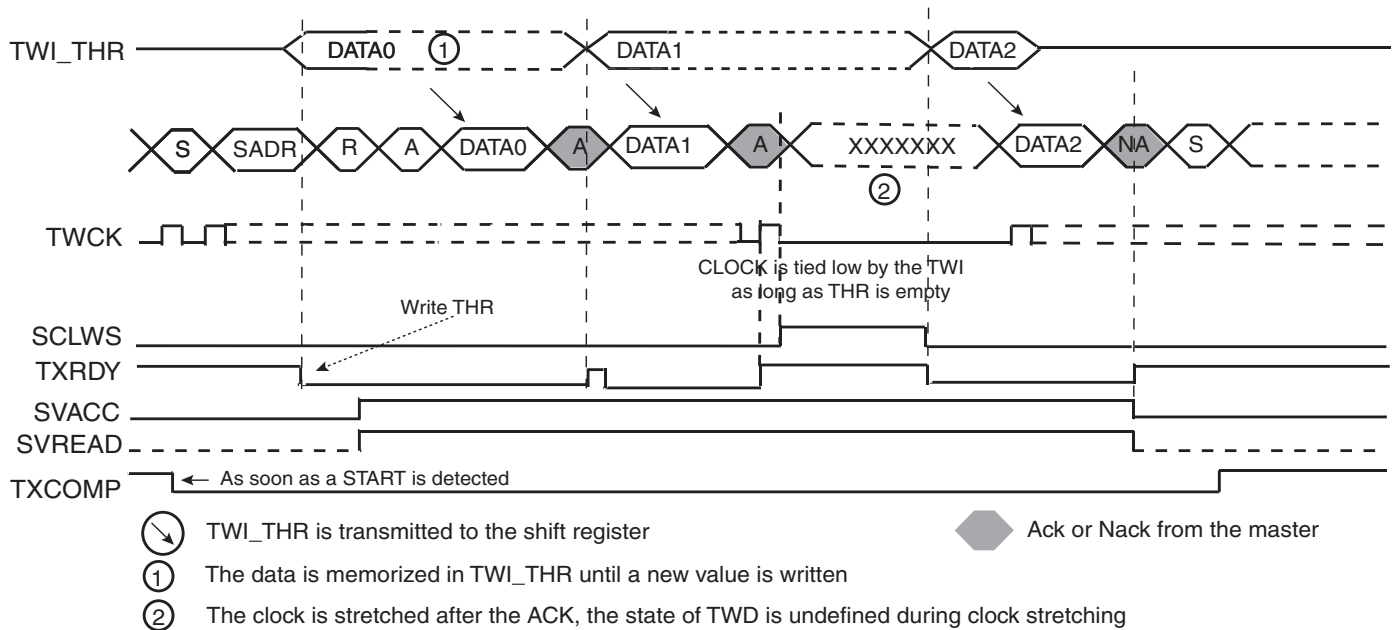 TWI_THR DATA0 1 DATA1 DATA2
S SADR R A DATA0 A DATA1 A XXXXXXX DATA2 NA S
2
TWCK
CLOCK is tied low by the TWI
as long as THR is empty
Write THR
SCLWS
TXRDY
SVACC
SVREAD
TXCOMP As soon as a START is detected
TWI_THR is transmitted to the shift register Ack or Nack from the master
1 The data is memorized in TWI_THR until a new value is written
2 The clock is stretched after the ACK, the state of TWD is undefined during clock stretching